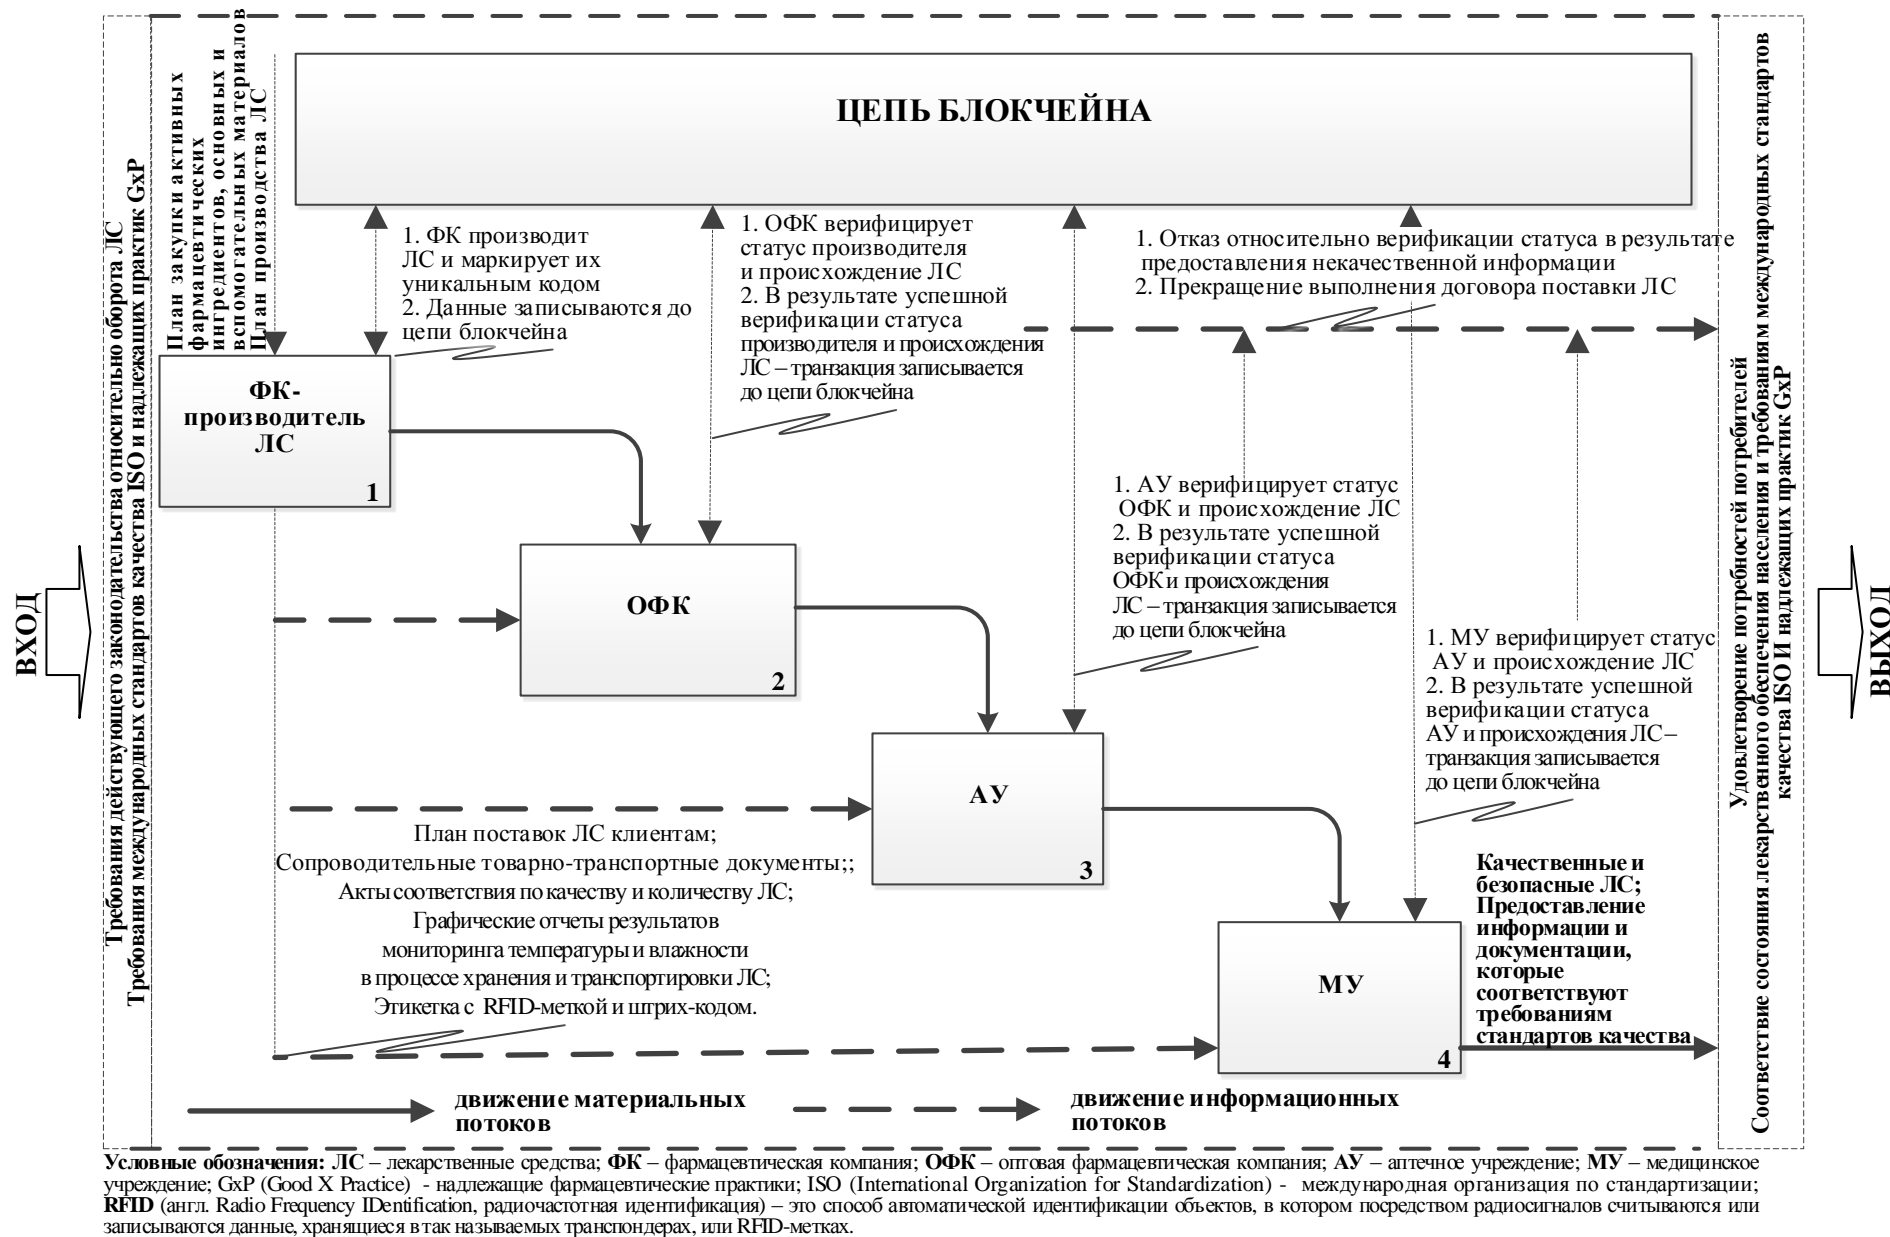 ВХОД
Требования действующего законодательства относительно оборота ЛС
Требования международных стандартов качества ISO и надлежащих практик GxP
План закупки активных
фармацевтических
ингредиентов, основных и
вспомогательных материалов
План производства ЛС
ЦЕПЬ БЛОКЧЕЙНА
1. ФК производит
ЛС и маркирует их
уникальным кодом
2. Данные записываются до
цепи блокчейна
1. ОФК верифицирует
статус производителя
и происхождение ЛС
2. В результате успешной
верификации статуса
производителя и происхождения
ЛС – транзакция записывается
до цепи блокчейна
1. Отказ относительно верификации статуса в результате
предоставления некачественной информации
2. Прекращение выполнения договора поставки ЛС
ФК-
производитель
ЛС
1
1. АУ верифицирует статус
ОФК и происхождение ЛС
2. В результате успешной
верификации статуса
ОФК и происхождения
ЛС – транзакция записывается
до цепи блокчейна
ОФК
2
1. МУ верифицирует статус
АУ и происхождение ЛС
2. В результате успешной
верификации статуса
АУ и происхождения ЛС –
транзакция записывается
до цепи блокчейна
АУ
3
План поставок ЛС клиентам;
Сопроводительные товарно-транспортные документы;;
Акты соответствия по качеству и количеству ЛС;
Графические отчеты результатов
мониторинга температуры и влажности
в процессе хранения и транспортировки ЛС;
Этикетка с RFID-меткой и штрих-кодом.
МУ
4
Качественные и
безопасные ЛС;
Предоставление
информации и
документации,
которые
соответствуют
требованиям
стандартов качества
Удовлетворение потребностей потребителей
Соответствие состояния лекарственного обеспечения населения и требованиям международных стандартов
качества ISO И надлежащих практик GxP
ВЫХОД
движение материальных
потоков
движение информационных
потоков
Условные обозначения: ЛС – лекарственные средства; ФК – фармацевтическая компания; ОФК – оптовая фармацевтическая компания; АУ – аптечное учреждение; МУ – медицинское
учреждение; GxP (Good X Practice) - надлежащие фармацевтические практики; ISO (International Organization for Standardization) - международная организация по стандартизации;
RFID (англ. Radio Frequency IDentification, радиочастотная идентификация) – это способ автоматической идентификации объектов, в котором посредством радиосигналов считываются или
записываются данные, хранящиеся в так называемых транспондерах, или RFID-метках.